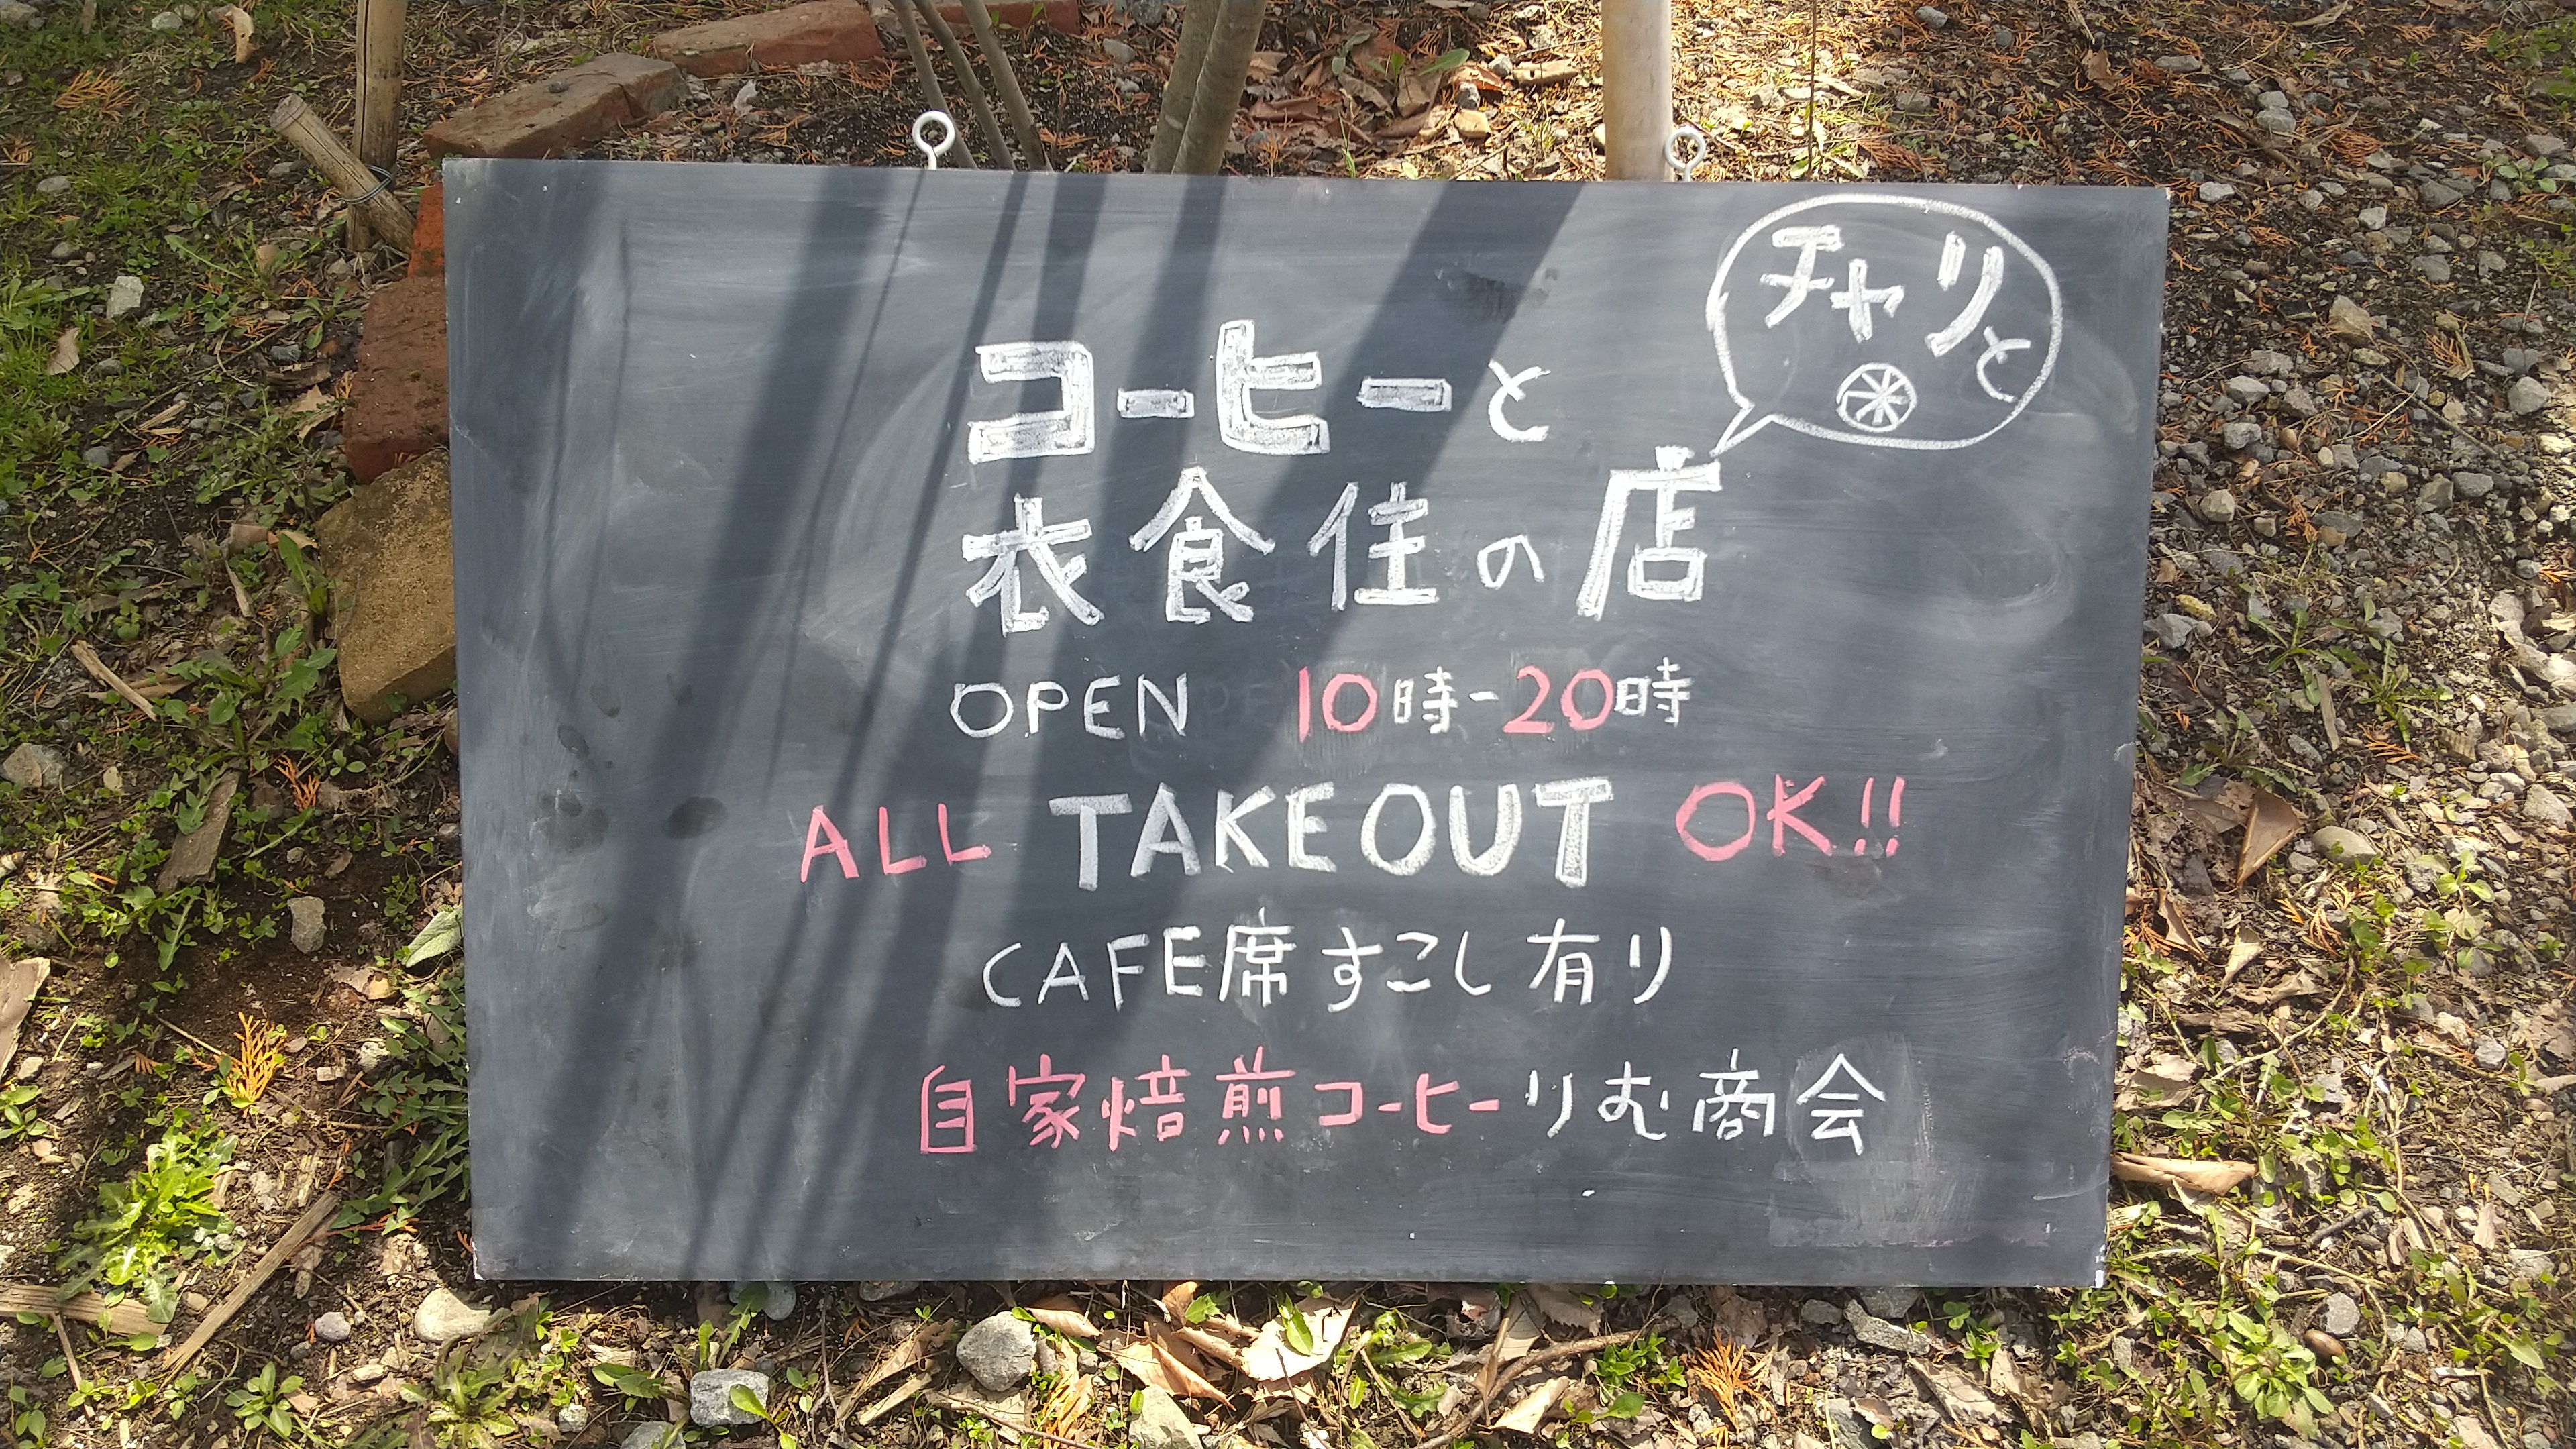 チャリと
コーヒーと
衣食住の店
OPEN 10時-20時
ALL TAKEOUT OK!!
CAFE席すこし有り
自家焙煎コーヒーりむ商会